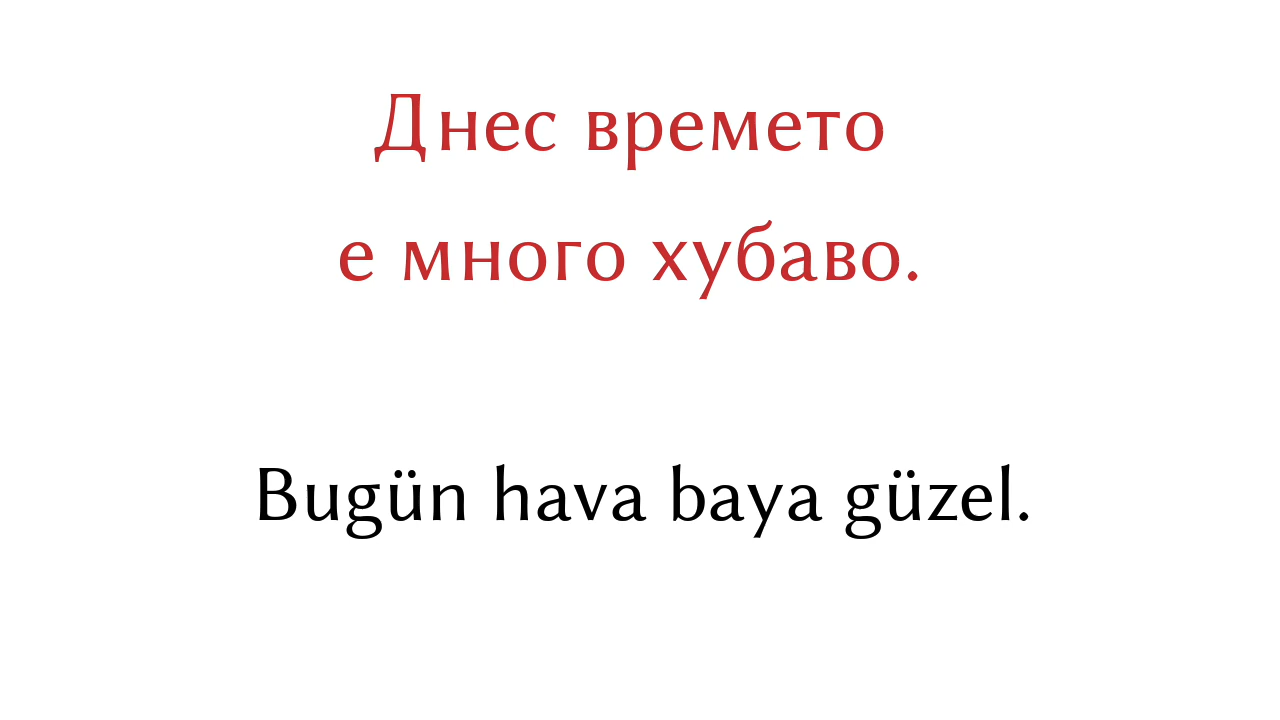 Днес времето
е много хубаво.
Bugün hava baya güzel.